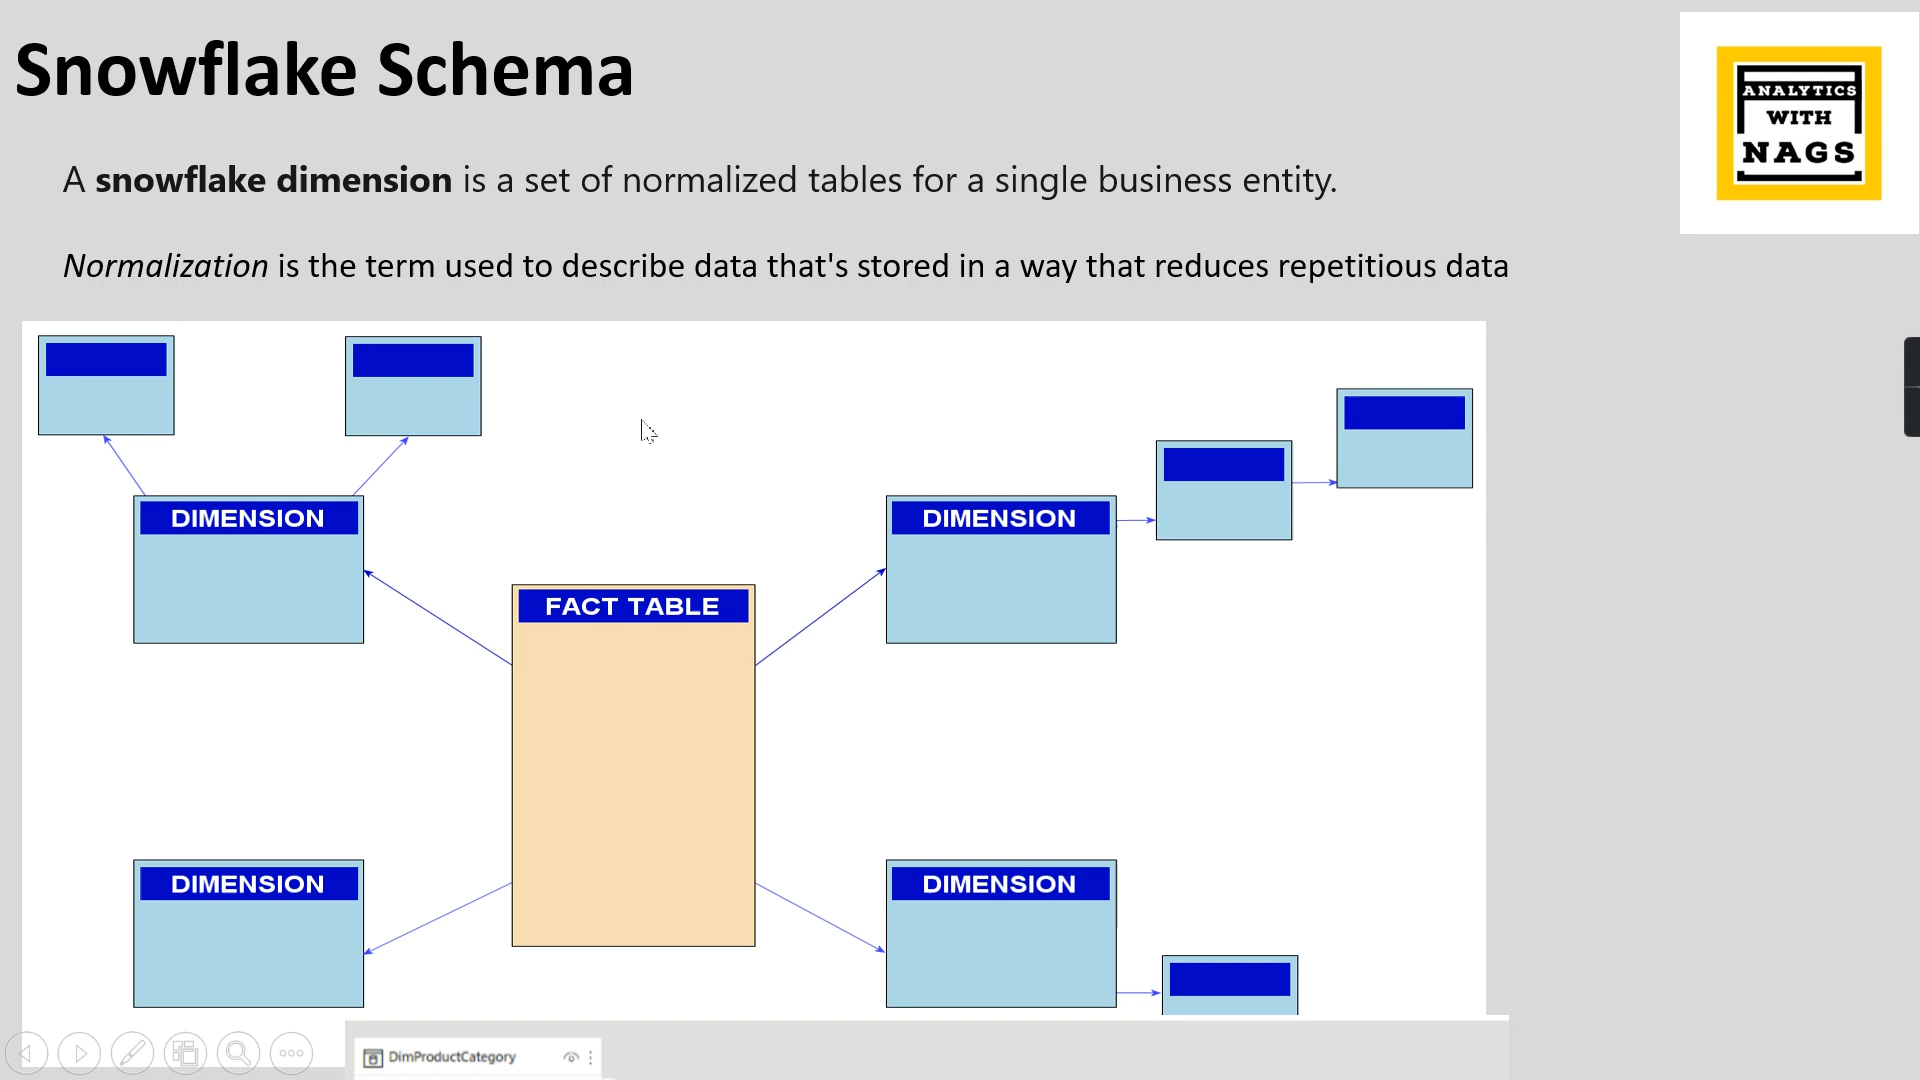 Snowflake Schema
ANALYTICS
WITH
NAGS
A snowflake dimension is a set of normalized tables for a single business entity.
Normalization is the term used to describe data that's stored in a way that reduces repetitious data
DIMENSION
DIMENSION
FACT TABLE
DIMENSION
DIMENSION
DimProductCategory